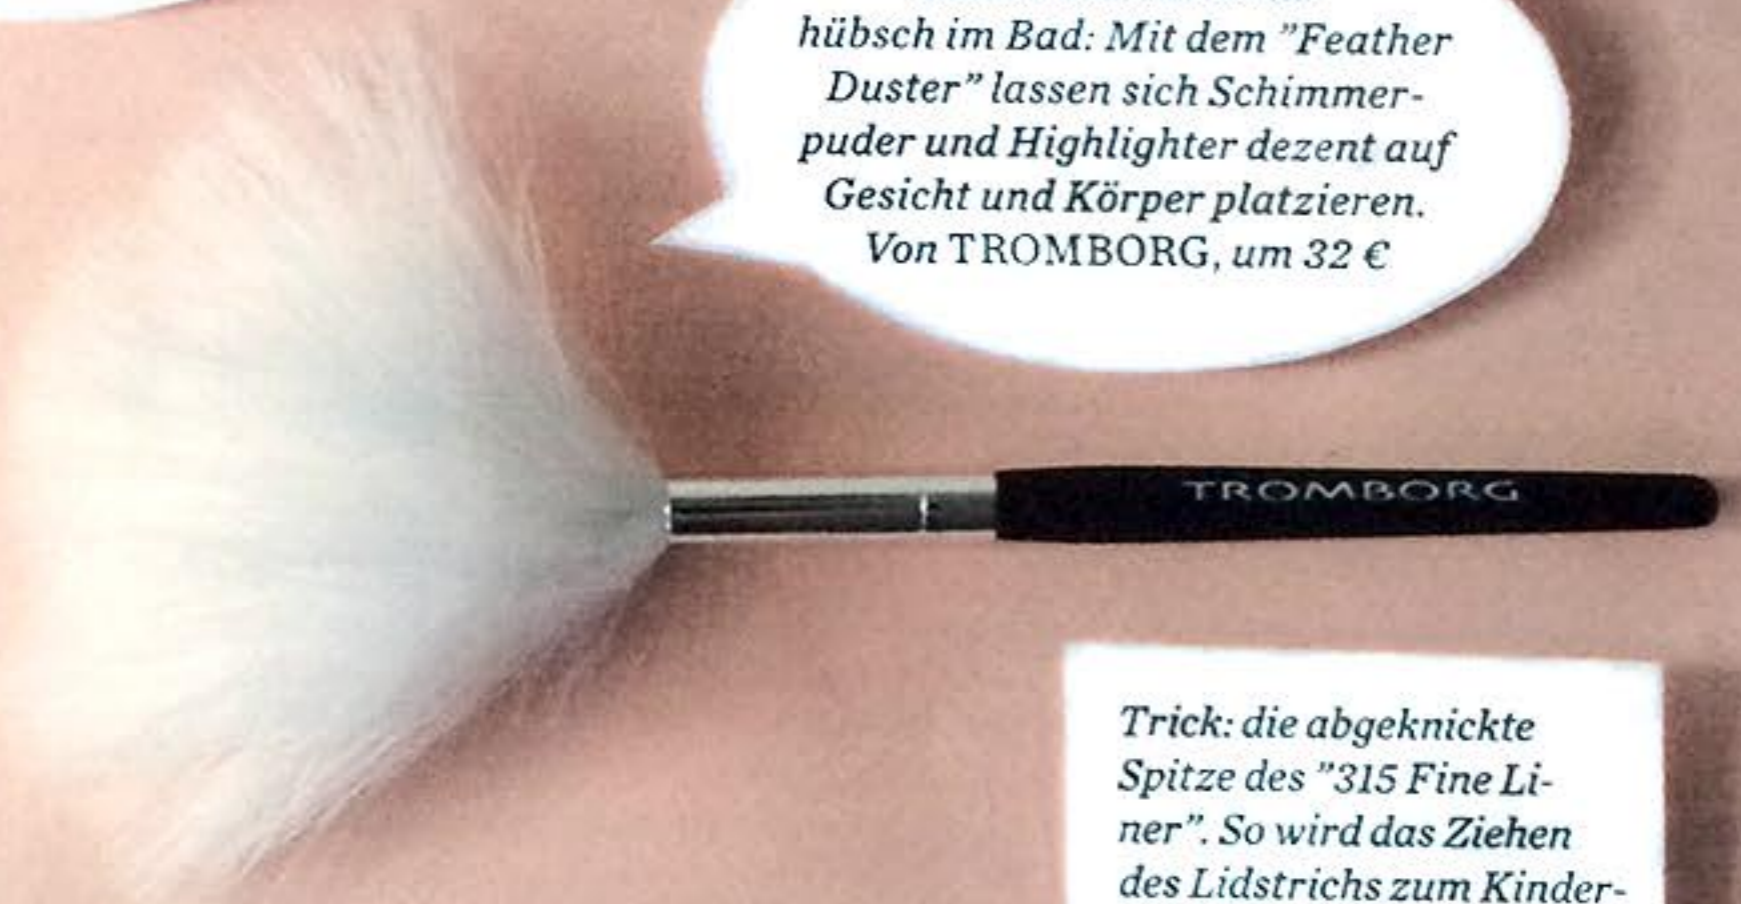 hübsch im Bad: Mit dem ”Feather
Duster” lassen sich Schimmer-
puder und Highlighter dezent auf
Gesicht und Körper platzieren.
Von TROMBORG, um 32 €
TROMBORG
Trick: die abgeknickte
Spitze des ”315 Fine Li-
ner”. So wird das Ziehen
des Lidstrichs zum Kinder-